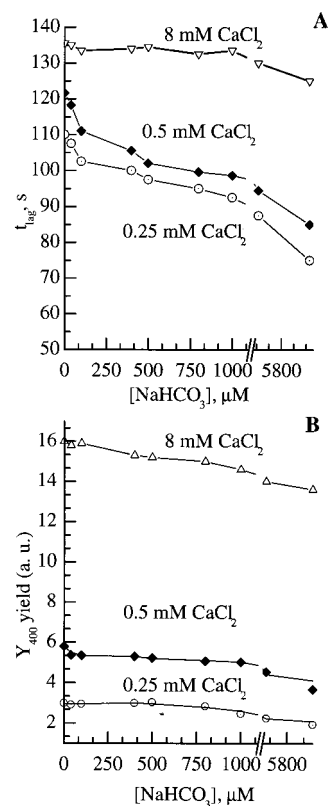 A
8 mM CaCl₂
0.5 mM CaCl₂
0.25 mM CaCl₂
t_lag, s
140
130
120
110
100
90
80
70
60
50
0 250 500 750 1000 5800
[NaHCO₃], µM
B
8 mM CaCl₂
0.5 mM CaCl₂
0.25 mM CaCl₂
Y₄₀₀ yield (a. u.)
16
14
12
10
8
6
4
2
0 250 500 750 1000 5800
[NaHCO₃], µM